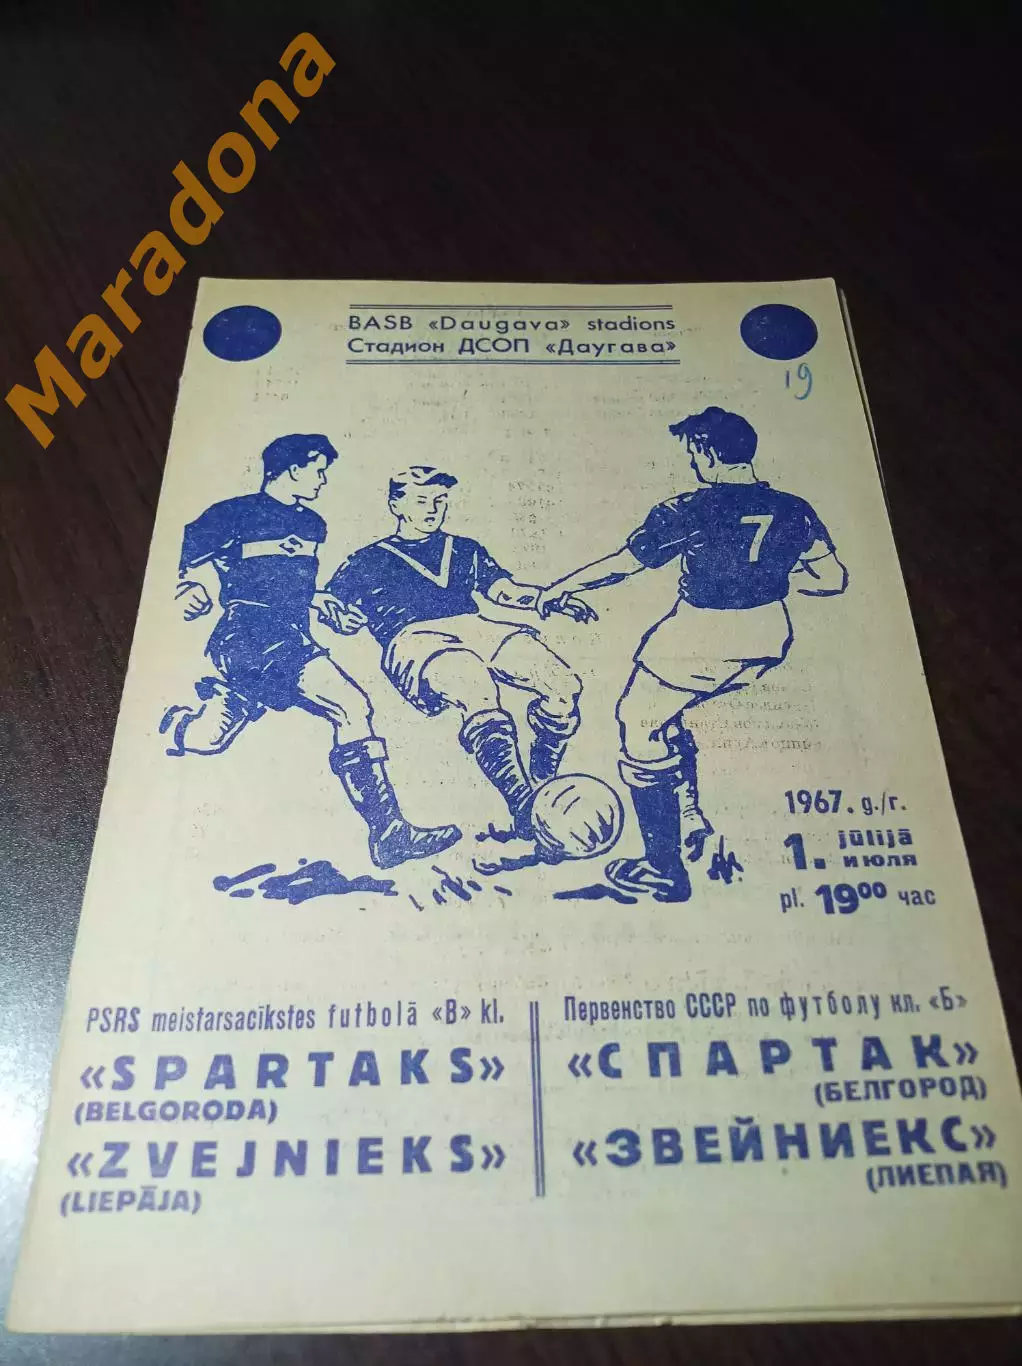 Maradona
BASB «Daugava» stadions
Стадион ДСОП «Даугава»
19
7
1967. g./г.
1. jūlijā
июля
pl. 19⁰⁰ час
PSRS meistarsacīkstes futbolā «B» kl.
«SPARTAKS»
(BELGORODA)
«ZVEJNIEKS»
(LIEPĀJA)
Первенство СССР по футболу кл. «Б»
«СПАРТАК»
(БЕЛГОРОД)
«ЗВЕЙНИЕКС»
(ЛИЕПАЯ)